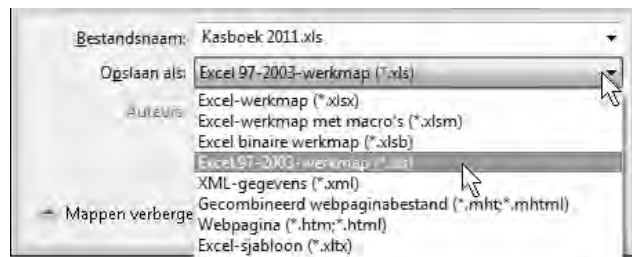 Bestandsnaam: Kasboek 2011.xls
Opslaan als: Excel 97-2003-werkmap (*.xls)
Auteurs
Excel-werkmap (*.xlsx)
Excel-werkmap met macro's (*.xlsm)
Excel binaire werkmap (*.xlsb)
Excel 97-2003-werkmap (*.xls)
XML-gegevens (*.xml)
Gecombineerd webpaginabestand (*.mht;*.mhtml)
Mappen verberge
Webpagina (*.htm;*.html)
Excel-sjabloon (*.xltx)